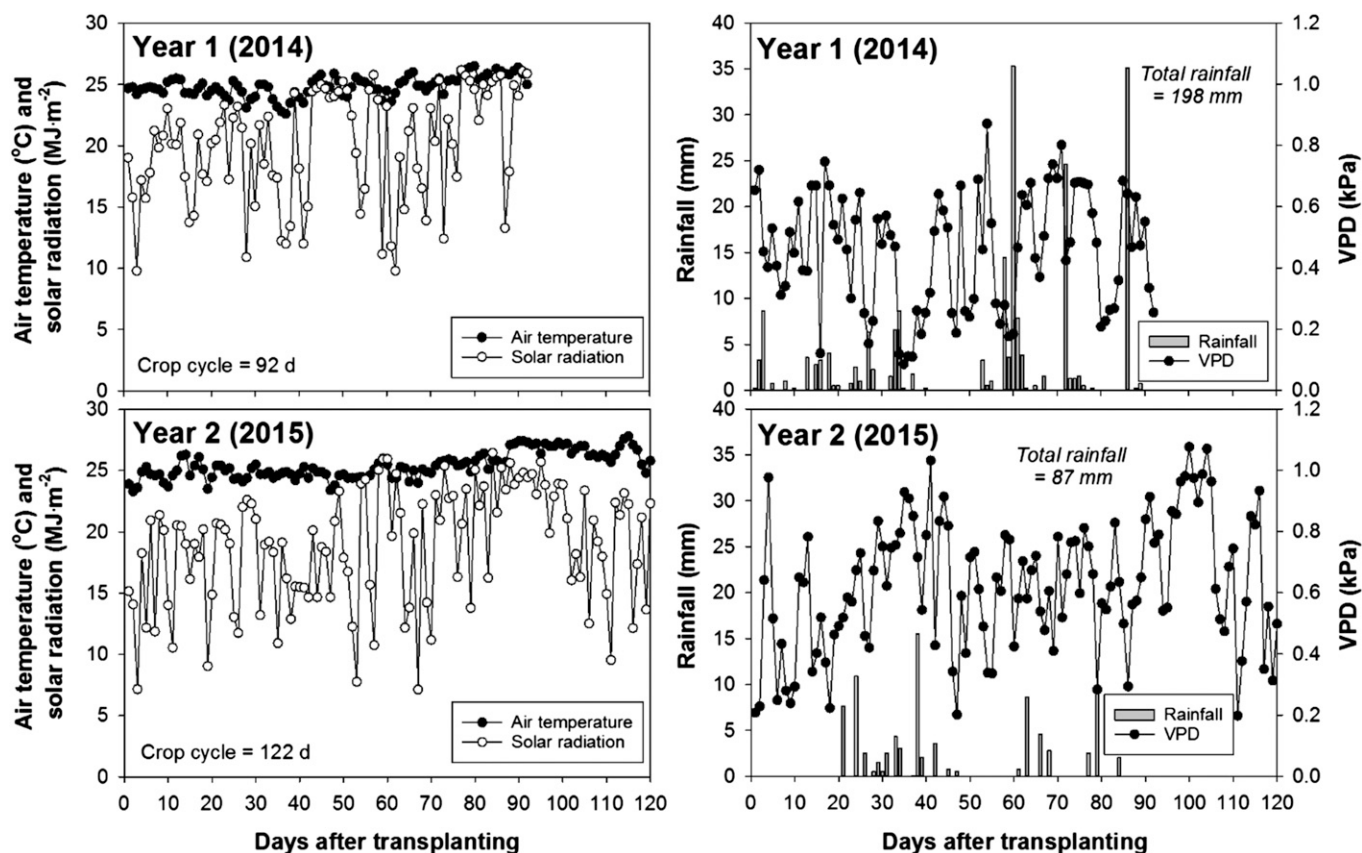 Year 1 (2014)
30
25
20
15
10
5
0
Air temperature (°C) and
solar radiation (MJ·m⁻²)
Air temperature
Solar radiation
Crop cycle = 92 d
Year 1 (2014)
Total rainfall
= 198 mm
40
35
30
25
20
15
10
5
0
Rainfall (mm)
1.2
1.0
0.8
0.6
0.4
0.2
0.0
VPD (kPa)
Rainfall
VPD
Year 2 (2015)
30
25
20
15
10
5
0
Air temperature (°C) and
solar radiation (MJ·m⁻²)
Air temperature
Solar radiation
Crop cycle = 122 d
0 10 20 30 40 50 60 70 80 90 100 110 120
Days after transplanting
Year 2 (2015)
Total rainfall
= 87 mm
40
35
30
25
20
15
10
5
0
Rainfall (mm)
1.2
1.0
0.8
0.6
0.4
0.2
0.0
VPD (kPa)
Rainfall
VPD
0 10 20 30 40 50 60 70 80 90 100 110 120
Days after transplanting